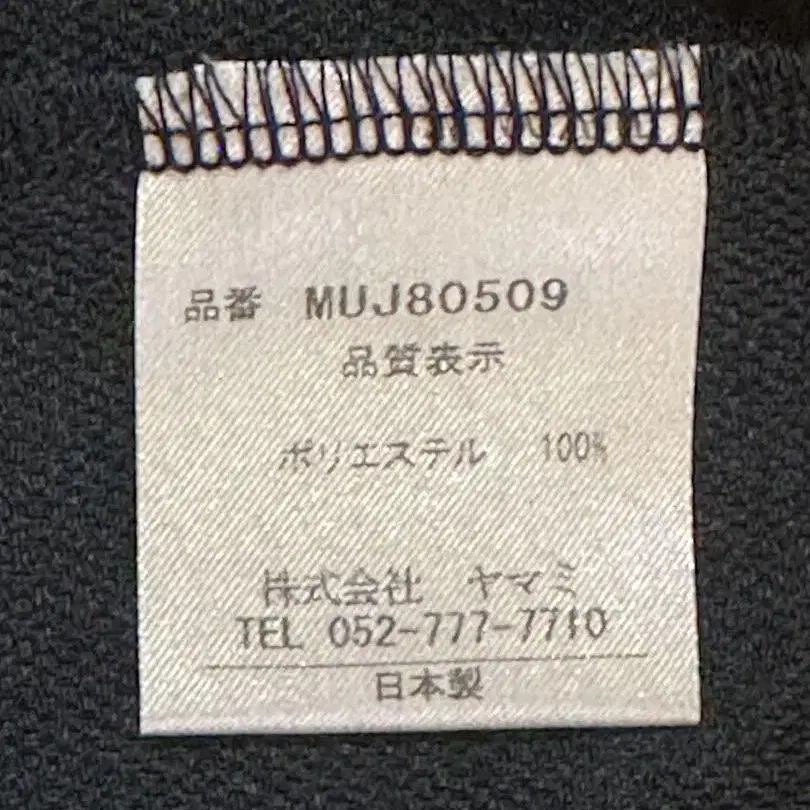 品番 MUJ80509
品質表示
ポリエステル 100%
株式会社 ヤマミ
TEL 052-777-7710
日本製